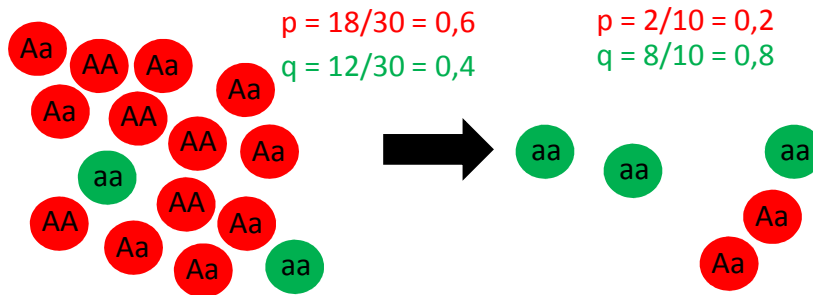 p = 18/30 = 0,6
q = 12/30 = 0,4
p = 2/10 = 0,2
q = 8/10 = 0,8
Aa
AA
Aa
Aa
Aa
AA
AA
Aa
aa
AA
AA
Aa
Aa
Aa
aa
aa
aa
aa
Aa
Aa